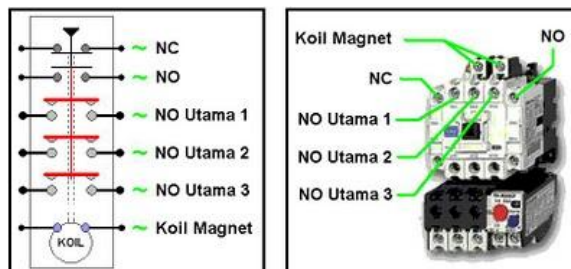 ~ NC
~ NO
~ NO Utama 1
~ NO Utama 2
~ NO Utama 3
~ Koil Magnet
KOIL
Koil Magnet
NO
NC
NO Utama 1
NO Utama 2
NO Utama 3